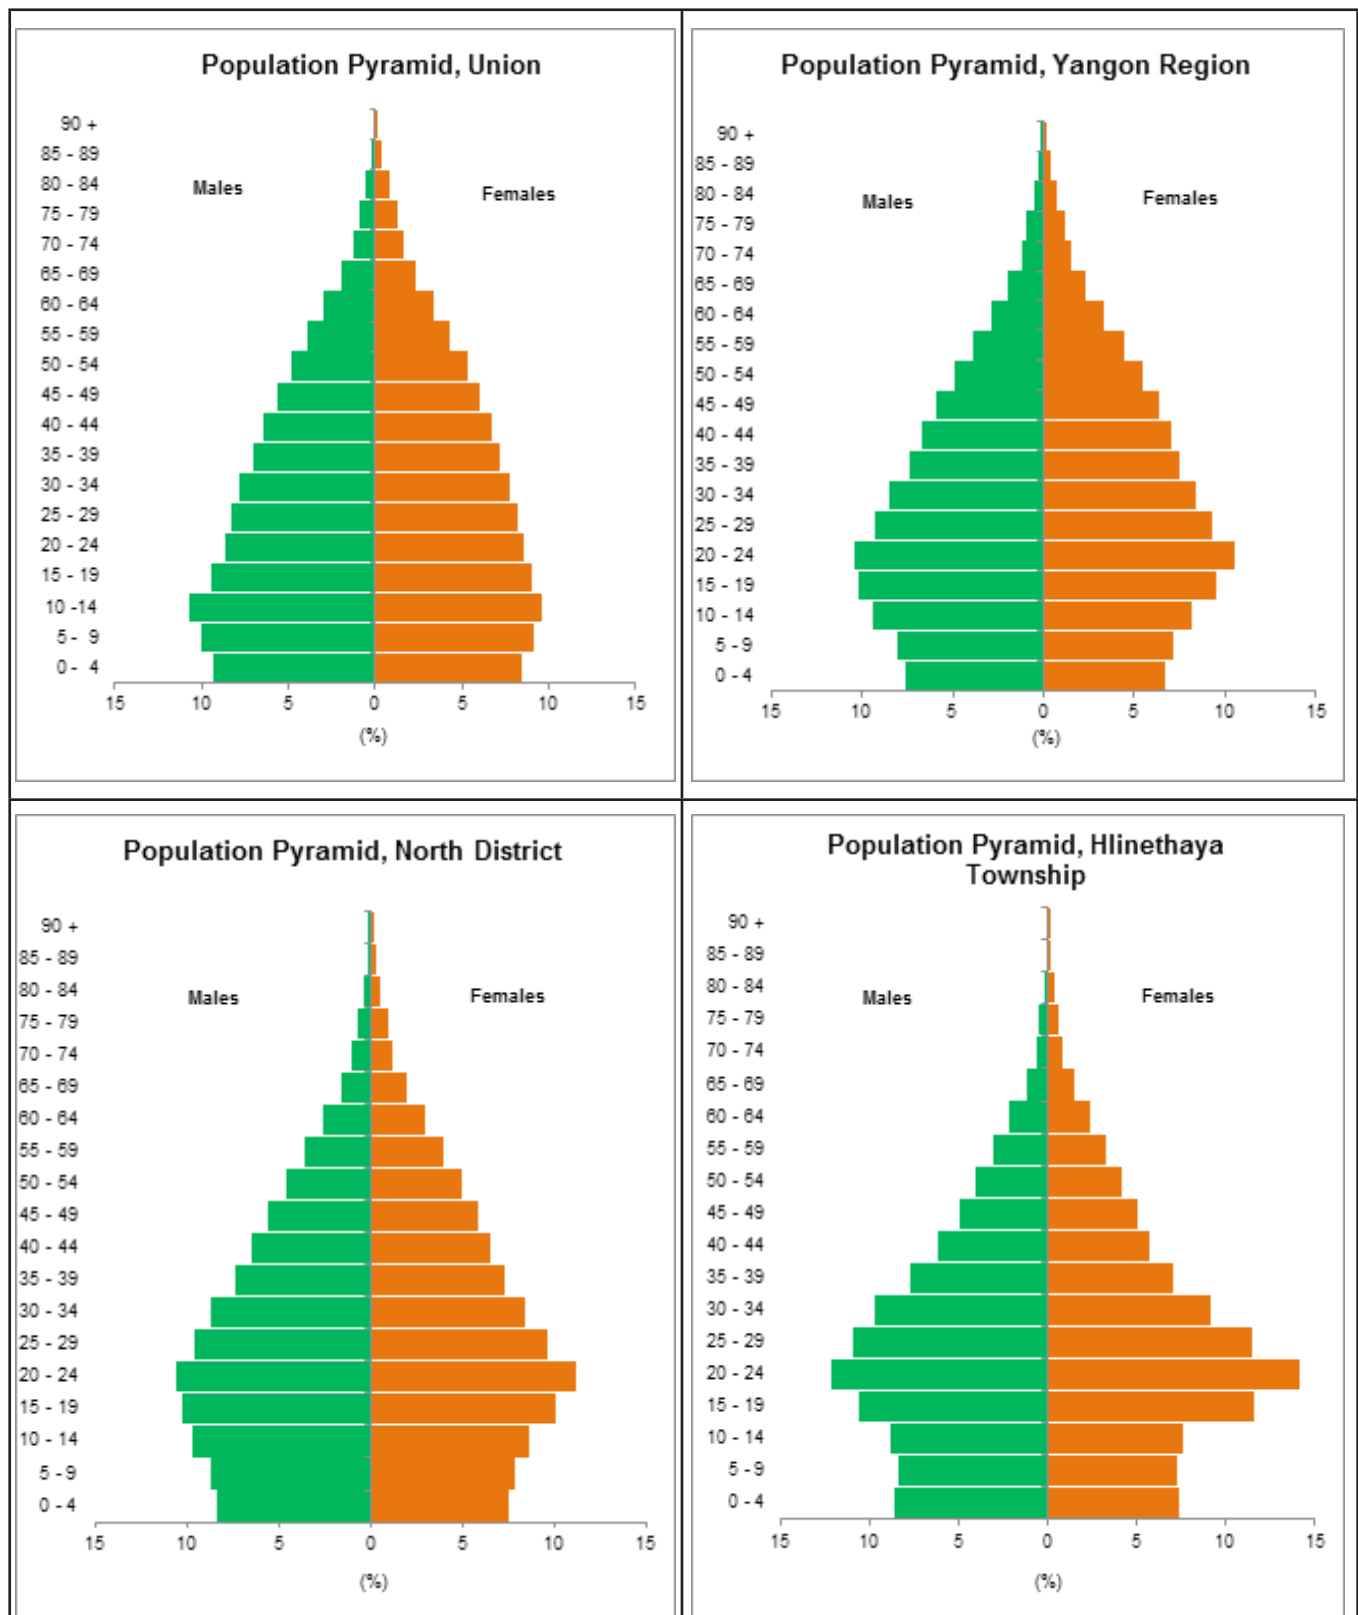 Population Pyramid, Union
90 +
85 - 89
80 - 84
75 - 79
70 - 74
65 - 69
60 - 64
55 - 59
50 - 54
45 - 49
40 - 44
35 - 39
30 - 34
25 - 29
20 - 24
15 - 19
10 -14
5 - 9
0 - 4
Males
Females
15 10 5 0 5 10 15
(%)
Population Pyramid, Yangon Region
90 +
85 - 89
80 - 84
75 - 79
70 - 74
65 - 69
60 - 64
55 - 59
50 - 54
45 - 49
40 - 44
35 - 39
30 - 34
25 - 29
20 - 24
15 - 19
10 - 14
5 - 9
0 - 4
Males
Females
15 10 5 0 5 10 15
(%)
Population Pyramid, North District
90 +
85 - 89
80 - 84
75 - 79
70 - 74
65 - 69
60 - 64
55 - 59
50 - 54
45 - 49
40 - 44
35 - 39
30 - 34
25 - 29
20 - 24
15 - 19
10 - 14
5 - 9
0 - 4
Males
Females
15 10 5 0 5 10 15
(%)
Population Pyramid, Hlinethaya
Township
90 +
85 - 89
80 - 84
75 - 79
70 - 74
65 - 69
60 - 64
55 - 59
50 - 54
45 - 49
40 - 44
35 - 39
30 - 34
25 - 29
20 - 24
15 - 19
10 - 14
5 - 9
0 - 4
Males
Females
15 10 5 0 5 10 15
(%)